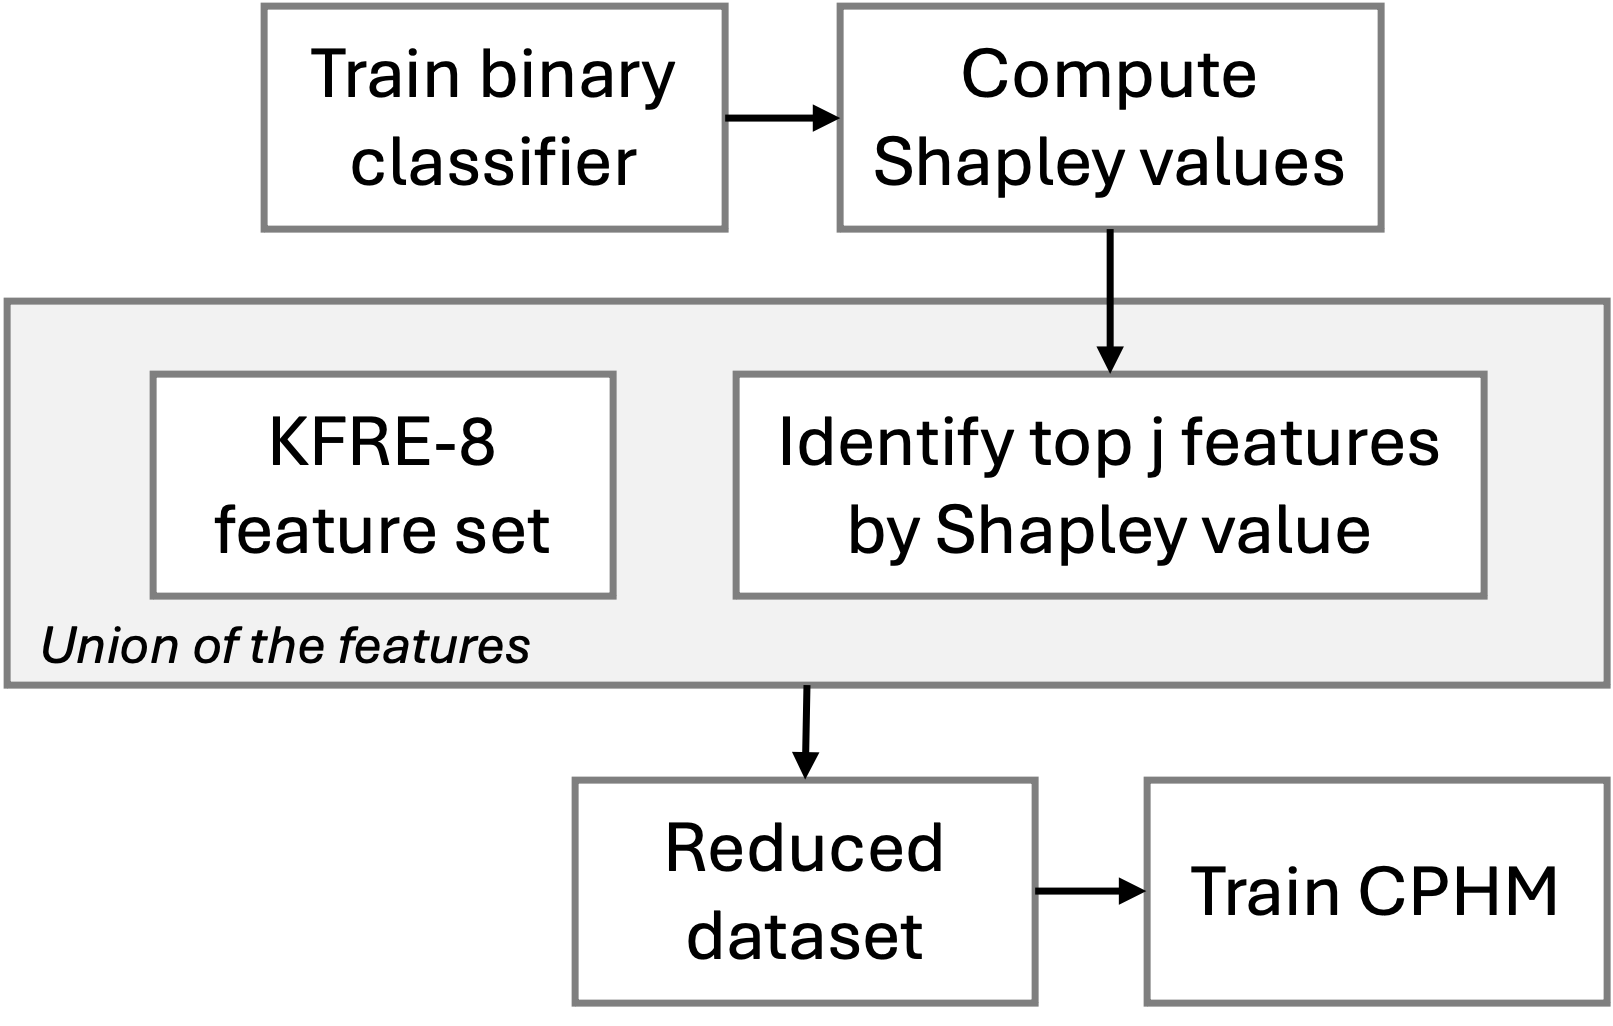 Train binary
classifier
Compute
Shapley values
KFRE-8
feature set
Identify top j features
by Shapley value
Union of the features
Reduced
dataset
Train CPHM